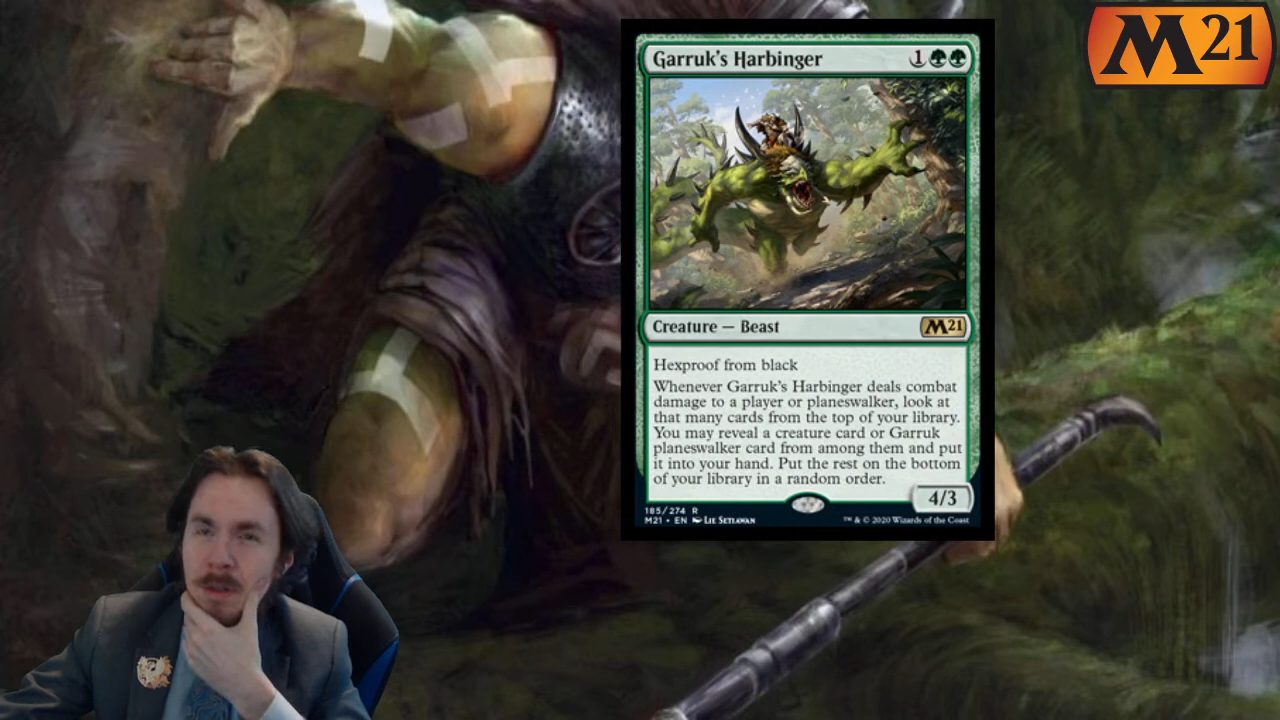 M21
Garruk's Harbinger 1
Creature — Beast
M21
Hexproof from black
Whenever Garruk's Harbinger deals combat
damage to a player or planeswalker, look at
that many cards from the top of your library.
You may reveal a creature card or Garruk
planeswalker card from among them and put
it into your hand. Put the rest on the bottom
of your library in a random order.
4/3
185/274 R
M21 • EN Lie Setiawan
™ & © 2020 Wizards of the Coast